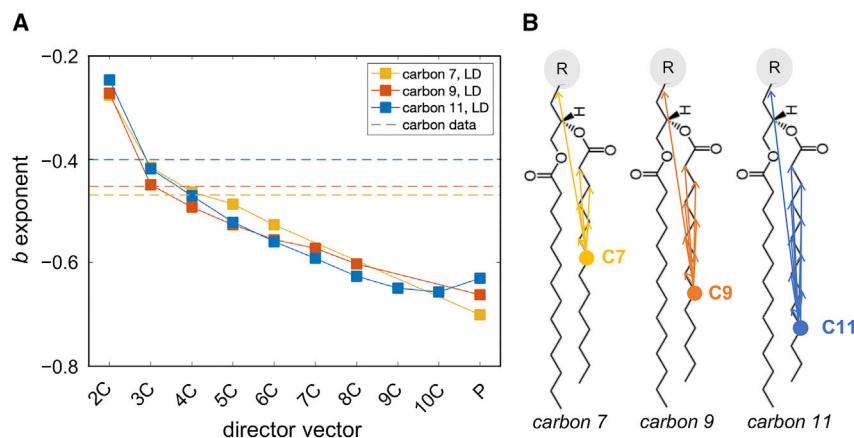 A
b exponent
-0.2
-0.4
-0.6
-0.8
carbon 7, LD
carbon 9, LD
carbon 11, LD
carbon data
2C
3C
4C
5C
6C
7C
8C
9C
10C
P
director vector
B
R
H
O
O
O
O
C7
carbon 7
R
H
O
O
O
O
C9
carbon 9
R
H
O
O
O
O
C11
carbon 11